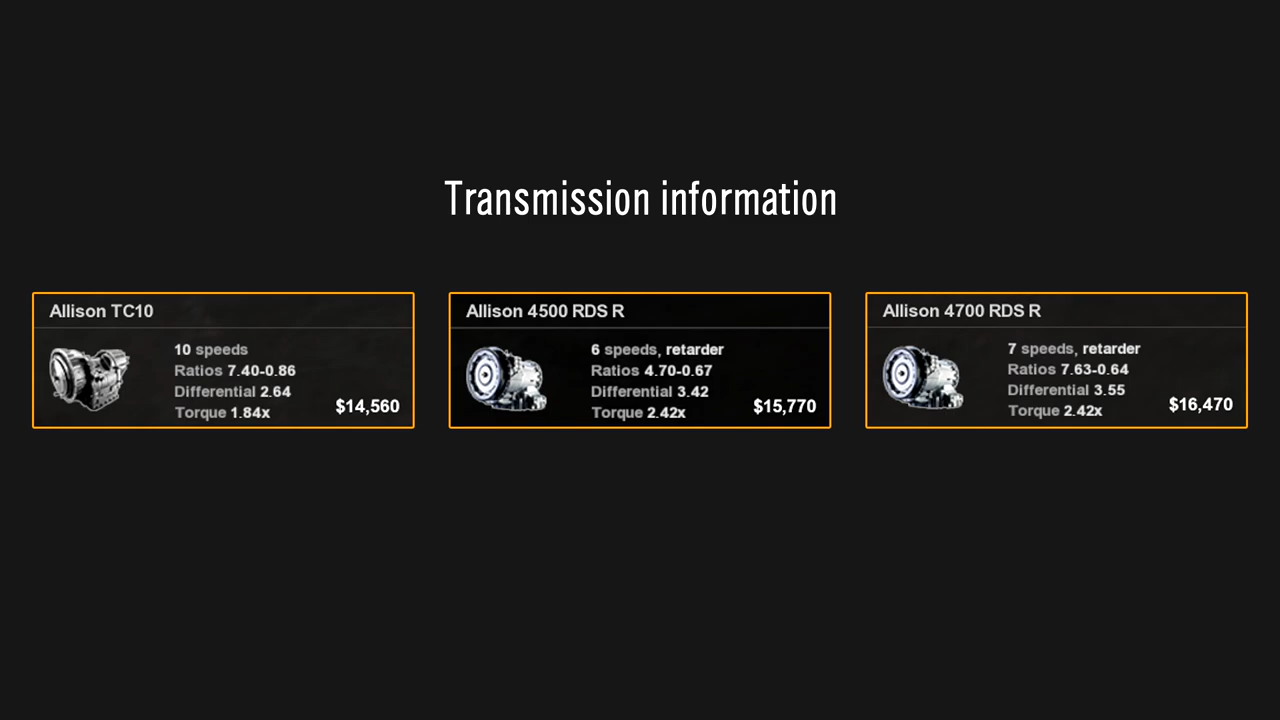 Transmission information
Allison TC10
10 speeds
Ratios 7.40-0.86
Differential 2.64
Torque 1.84x
$14,560
Allison 4500 RDS R
6 speeds, retarder
Ratios 4.70-0.67
Differential 3.42
Torque 2.42x
$15,770
Allison 4700 RDS R
7 speeds, retarder
Ratios 7.63-0.64
Differential 3.55
Torque 2.42x
$16,470